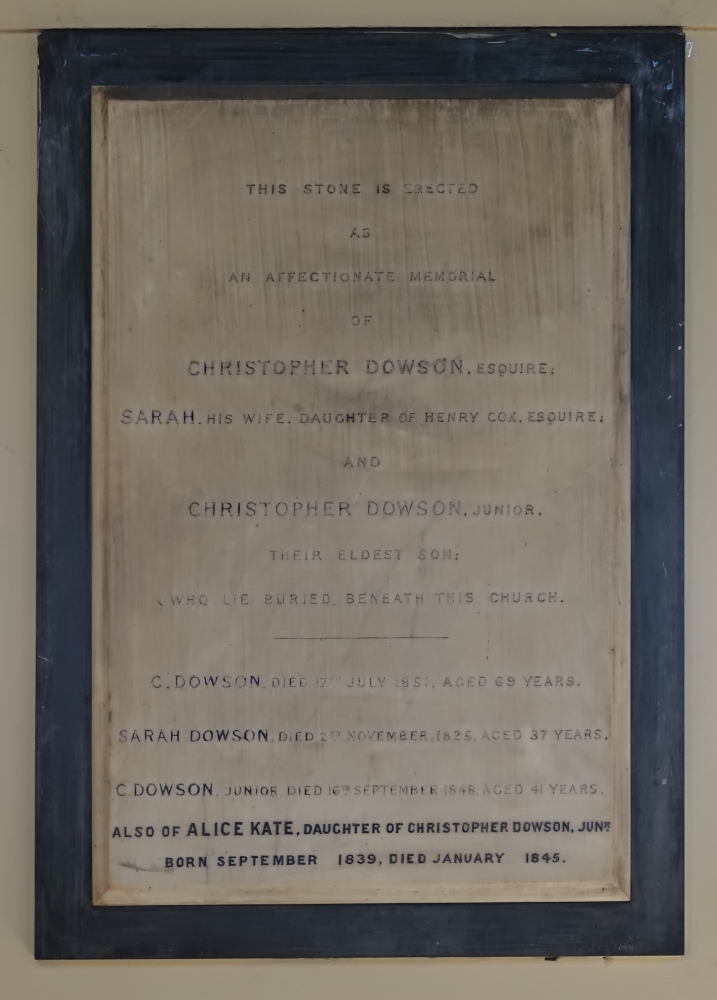 THIS STONE IS ERECTED
AS
AN AFFECTIONATE MEMORIAL
OF
CHRISTOPHER DOWSON, ESQUIRE;
SARAH, HIS WIFE, DAUGHTER OF HENRY COX, ESQUIRE;
AND
CHRISTOPHER DOWSON, JUNIOR,
THEIR ELDEST SON;
WHO LIE BURIED BENEATH THIS CHURCH.
C. DOWSON, DIED JULY 1851, AGED 69 YEARS.
SARAH DOWSON, DIED 2ND NOVEMBER, 1825, AGED 37 YEARS.
C. DOWSON, JUNIOR, DIED 16TH SEPTEMBER 1848, AGED 41 YEARS.
ALSO OF ALICE KATE, DAUGHTER OF CHRISTOPHER DOWSON, JUNR
BORN SEPTEMBER 1839, DIED JANUARY 1845.